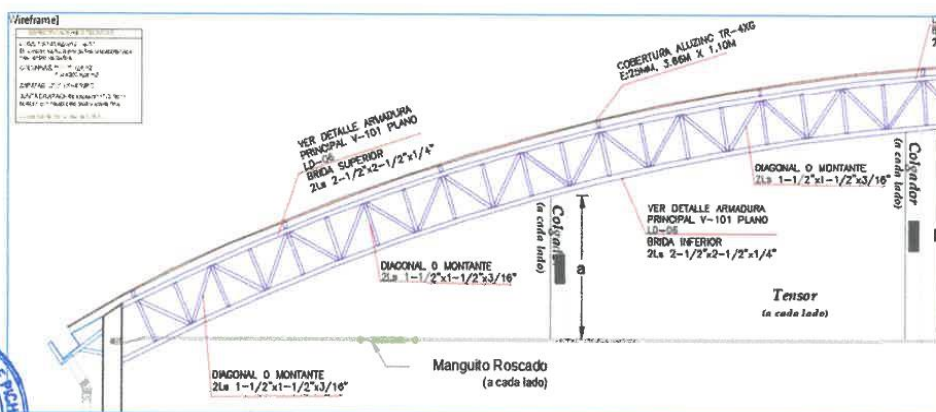 Wireframe]
COBERTURA ALUZINC TR-4XG
E:25MM, 3.66M X 1.10M
VER DETALLE ARMADURA
PRINCIPAL V-101 PLANO
LD-06
BRIDA SUPERIOR
2Ls 2-1/2"x2-1/2"x1/4"
DIAGONAL O MONTANTE
2Ls 1-1/2"x1-1/2"x3/16"
Colgador
(a cada lado)
VER DETALLE ARMADURA
PRINCIPAL V-101 PLANO
LD-06
BRIDA INFERIOR
2Ls 2-1/2"x2-1/2"x1/4"
Colgador
(a cada lado)
a
DIAGONAL O MONTANTE
2Ls 1-1/2"x1-1/2"x3/16"
Tensor
(a cada lado)
Manguito Roscado
(a cada lado)
DIAGONAL O MONTANTE
2Ls 1-1/2"x1-1/2"x3/16"
E PICH